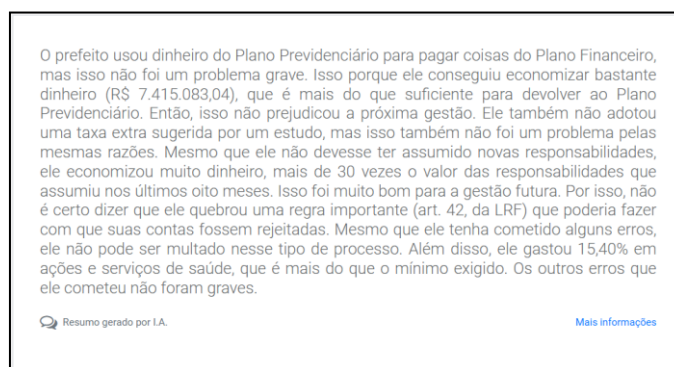 O prefeito usou dinheiro do Plano Previdenciário para pagar coisas do Plano Financeiro,
mas isso não foi um problema grave. Isso porque ele conseguiu economizar bastante
dinheiro (R$ 7.415.083,04), que é mais do que suficiente para devolver ao Plano
Previdenciário. Então, isso não prejudicou a próxima gestão. Ele também não adotou
uma taxa extra sugerida por um estudo, mas isso também não foi um problema pelas
mesmas razões. Mesmo que ele não devesse ter assumido novas responsabilidades,
ele economizou muito dinheiro, mais de 30 vezes o valor das responsabilidades que
assumiu nos últimos oito meses. Isso foi muito bom para a gestão futura. Por isso, não
é certo dizer que ele quebrou uma regra importante (art. 42, da LRF) que poderia fazer
com que suas contas fossem rejeitadas. Mesmo que ele tenha cometido alguns erros,
ele não pode ser multado nesse tipo de processo. Além disso, ele gastou 15,40% em
ações e serviços de saúde, que é mais do que o mínimo exigido. Os outros erros que
ele cometeu não foram graves.
Resumo gerado por I.A. Mais informações